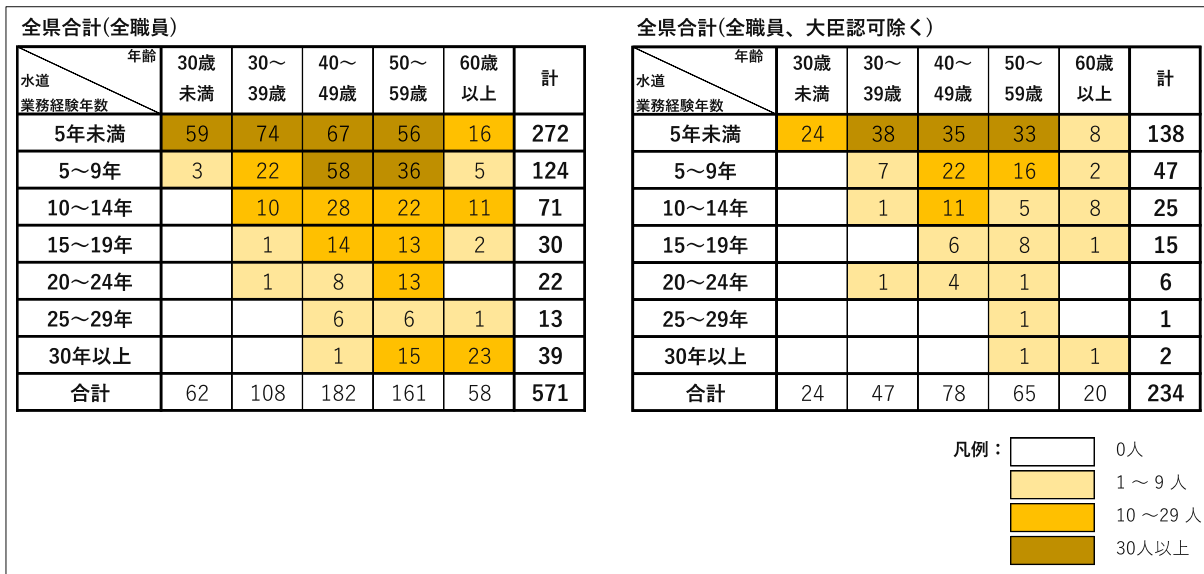 全県合計(全職員)
年齢
水道
業務経験年数
30歳未満 30～39歳 40～49歳 50～59歳 60歳以上 計
5年未満 59 74 67 56 16 272
5～9年 3 22 58 36 5 124
10～14年 10 28 22 11 71
15～19年 1 14 13 2 30
20～24年 1 8 13 22
25～29年 6 6 1 13
30年以上 1 15 23 39
合計 62 108 182 161 58 571
全県合計(全職員、大臣認可除く)
年齢
水道
業務経験年数
30歳未満 30～39歳 40～49歳 50～59歳 60歳以上 計
5年未満 24 38 35 33 8 138
5～9年 7 22 16 2 47
10～14年 1 11 5 8 25
15～19年 6 8 1 15
20～24年 1 4 1 6
25～29年 1 1
30年以上 1 1 2
合計 24 47 78 65 20 234
凡例：
0人
1～9人
10～29人
30人以上